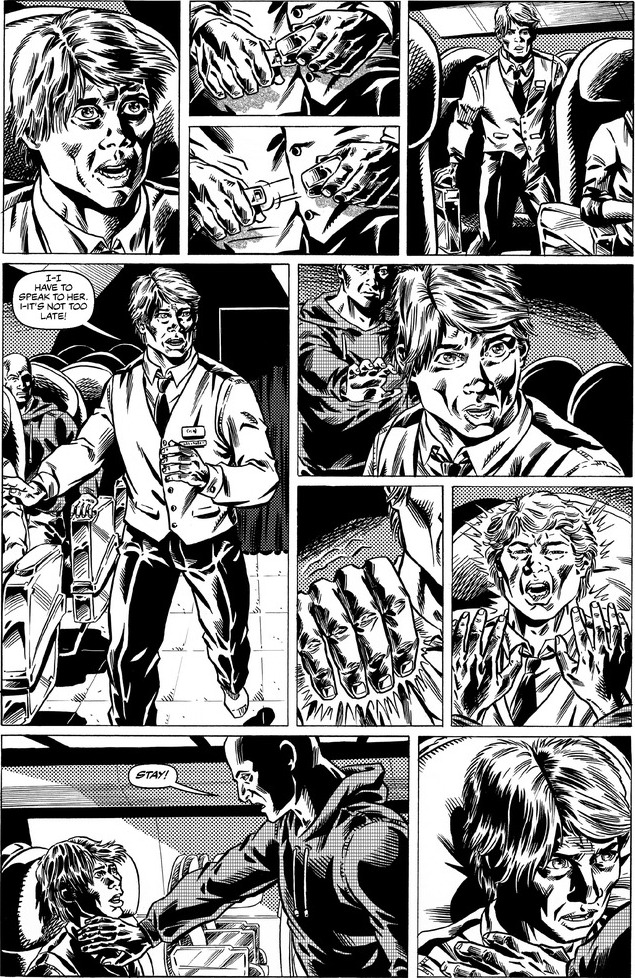 I-I
HAVE TO
SPEAK TO HER.
I-IT'S NOT TOO
LATE!
STAY!